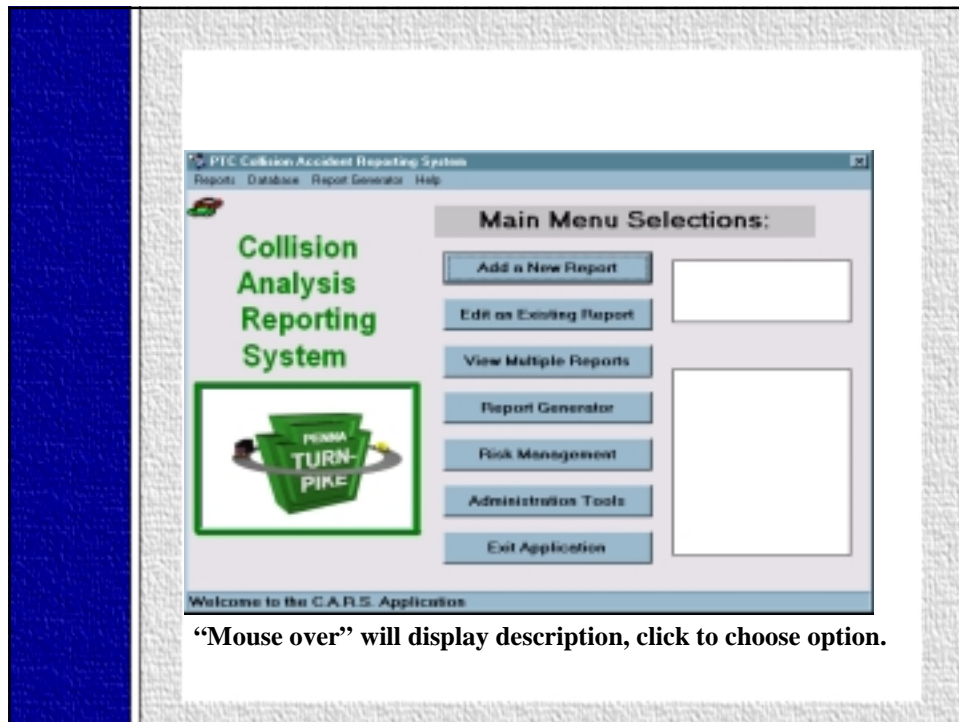 PTC Collision Accident Reporting System
Reports Database Report Generator Help
Main Menu Selections:
Collision
Analysis
Reporting
System
PENNA
TURN-
PIKE
Add a New Report
Edit an Existing Report
View Multiple Reports
Report Generator
Risk Management
Administration Tools
Exit Application
Welcome to the C.A.R.S. Application
“Mouse over” will display description, click to choose option.